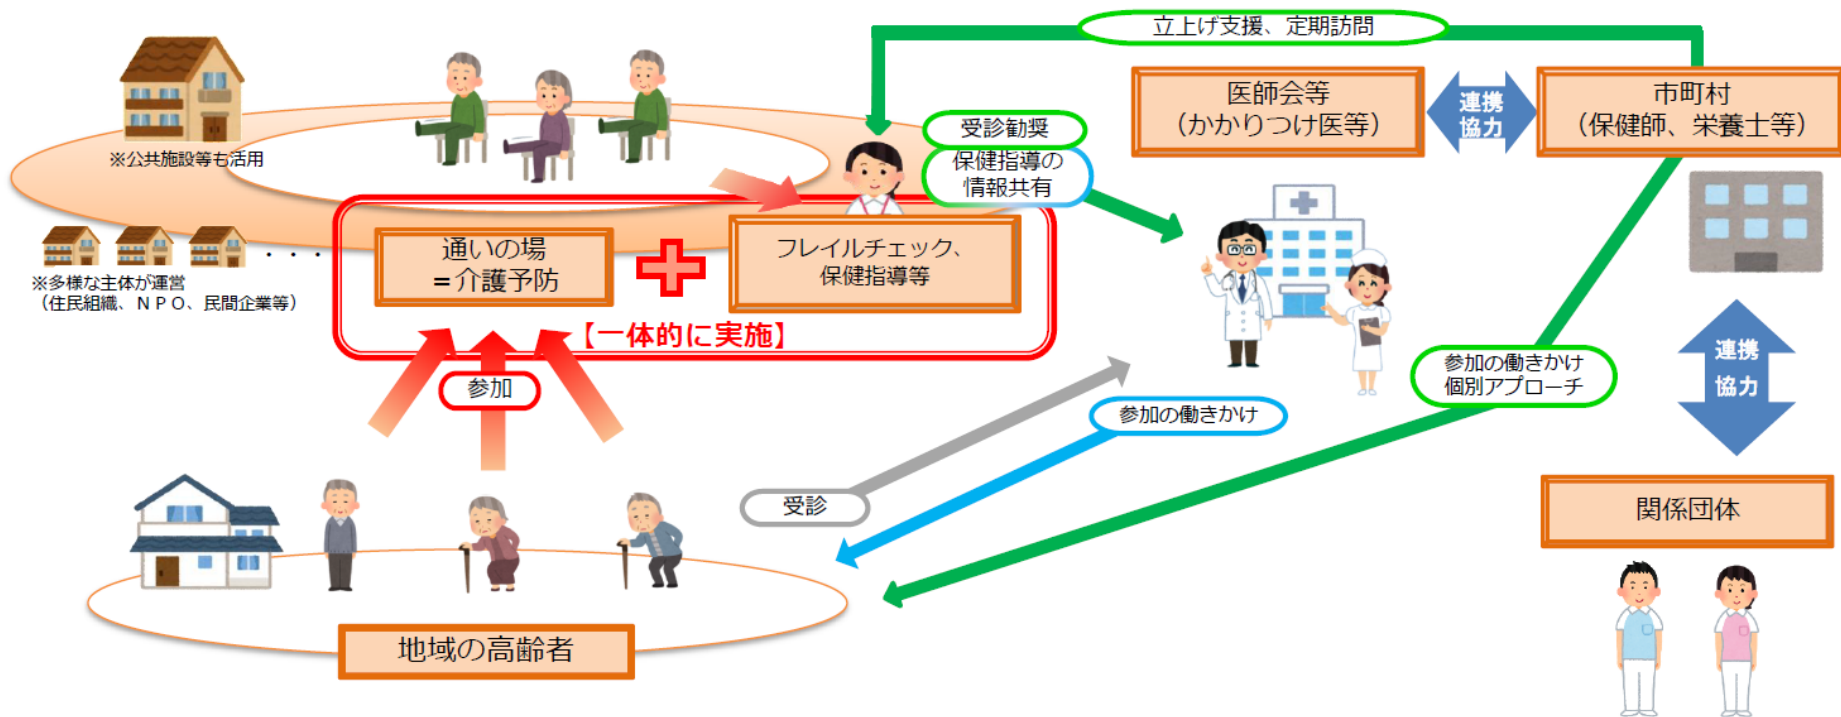 立上げ支援、定期訪問
医師会等
（かかりつけ医等）
連携
協力
市町村
（保健師、栄養士等）
※公共施設等も活用
受診勧奨
保健指導の
情報共有
通いの場
＝介護予防
フレイルチェック、
保健指導等
・・・
※多様な主体が運営
（住民組織、ＮＰＯ、民間企業等）
【一体的に実施】
参加
参加の働きかけ
個別アプローチ
連携
協力
参加の働きかけ
受診
関係団体
地域の高齢者